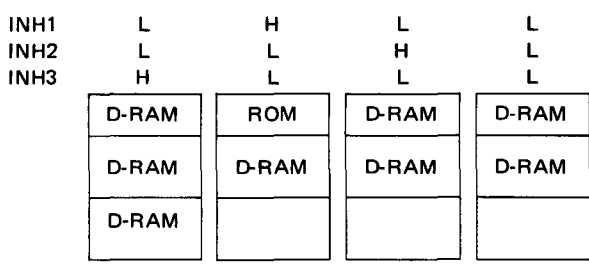 INH1 L H L L
INH2 L L H L
INH3 H L L L
D-RAM ROM D-RAM D-RAM
D-RAM D-RAM D-RAM D-RAM
D-RAM